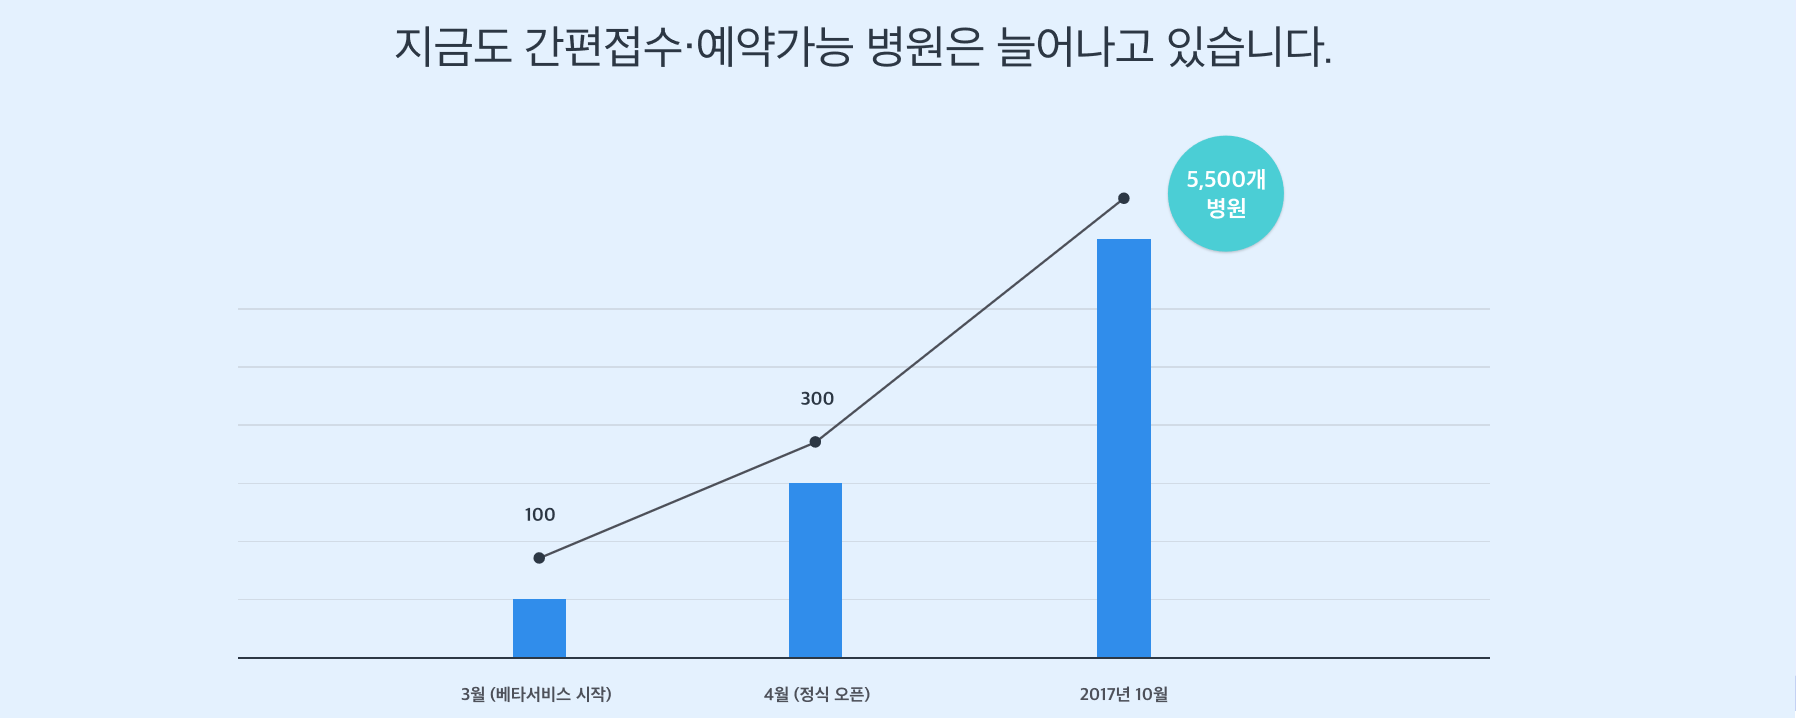 지금도 간편접수·예약가능 병원은 늘어나고 있습니다.
5,500개
병원
300
100
3월 (베타서비스 시작)
4월 (정식 오픈)
2017년 10월